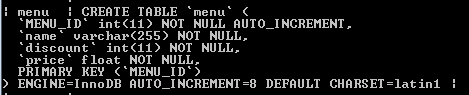 | menu  | CREATE TABLE `menu` (
`MENU_ID` int(11) NOT NULL AUTO_INCREMENT,
`name` varchar(255) NOT NULL,
`discount` int(11) NOT NULL,
`price` float NOT NULL,
PRIMARY KEY (`MENU_ID`)
) ENGINE=InnoDB AUTO_INCREMENT=8 DEFAULT CHARSET=latin1 |